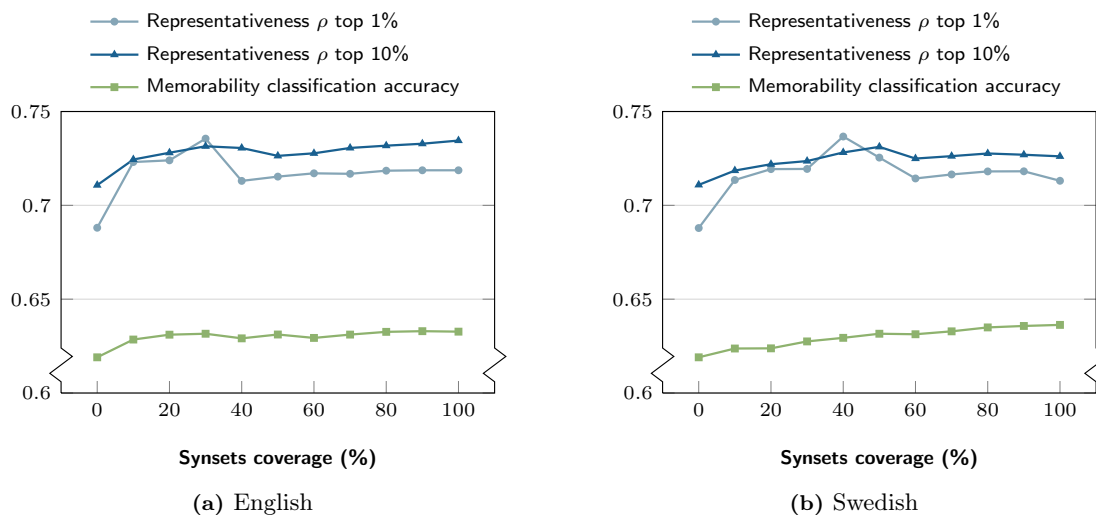 Representativeness ρ top 1%
Representativeness ρ top 10%
Memorability classification accuracy
0.75
0.7
0.65
0.6
0 20 40 60 80 100
Synsets coverage (%)
(a) English
Representativeness ρ top 1%
Representativeness ρ top 10%
Memorability classification accuracy
0.75
0.7
0.65
0.6
0 20 40 60 80 100
Synsets coverage (%)
(b) Swedish